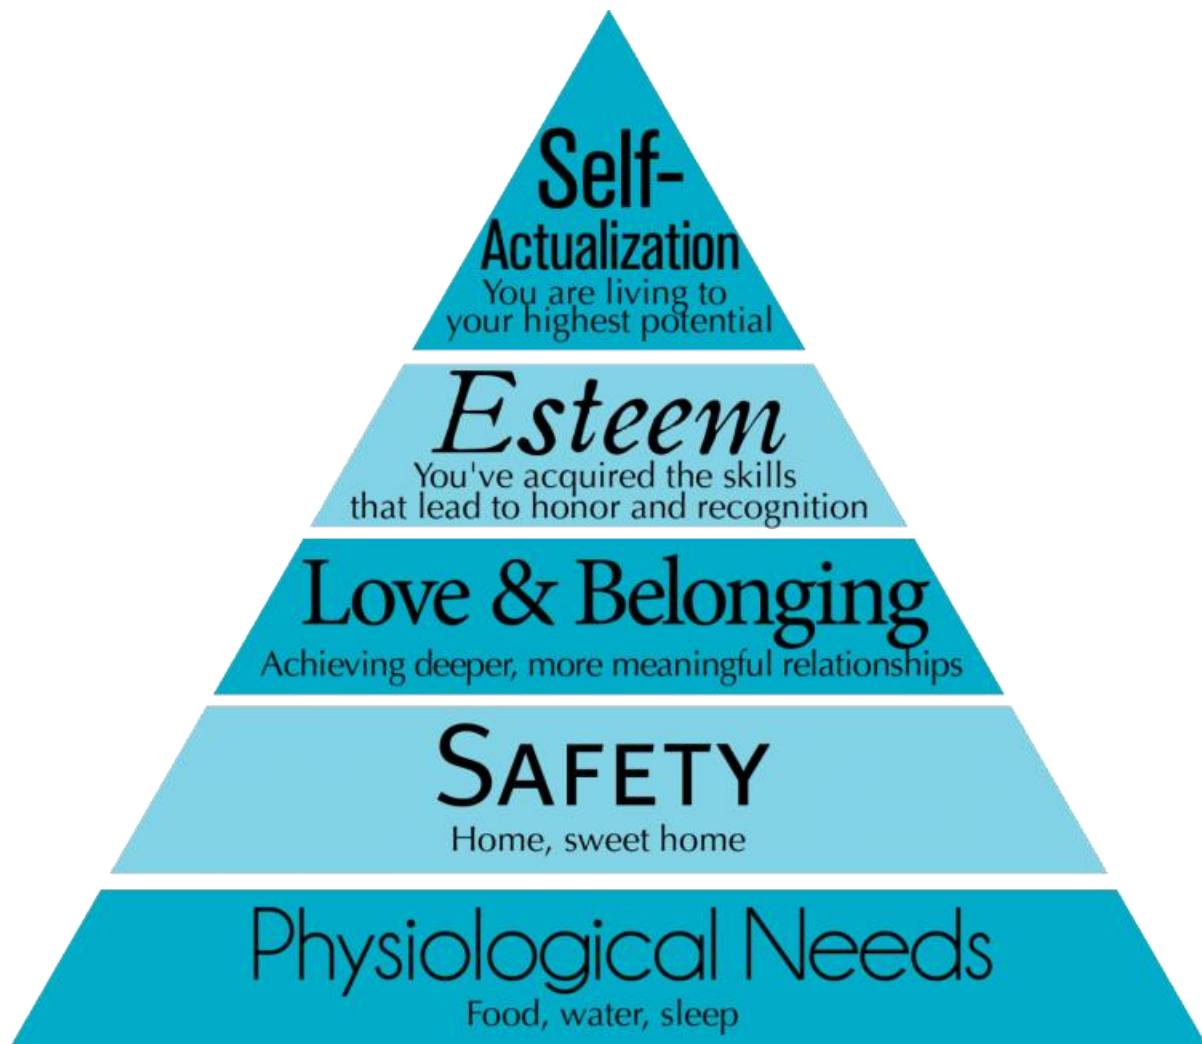 Self-
Actualization
You are living to
your highest potential
Esteem
You've acquired the skills
that lead to honor and recognition
Love & Belonging
Achieving deeper, more meaningful relationships
SAFETY
Home, sweet home
Physiological Needs
Food, water, sleep